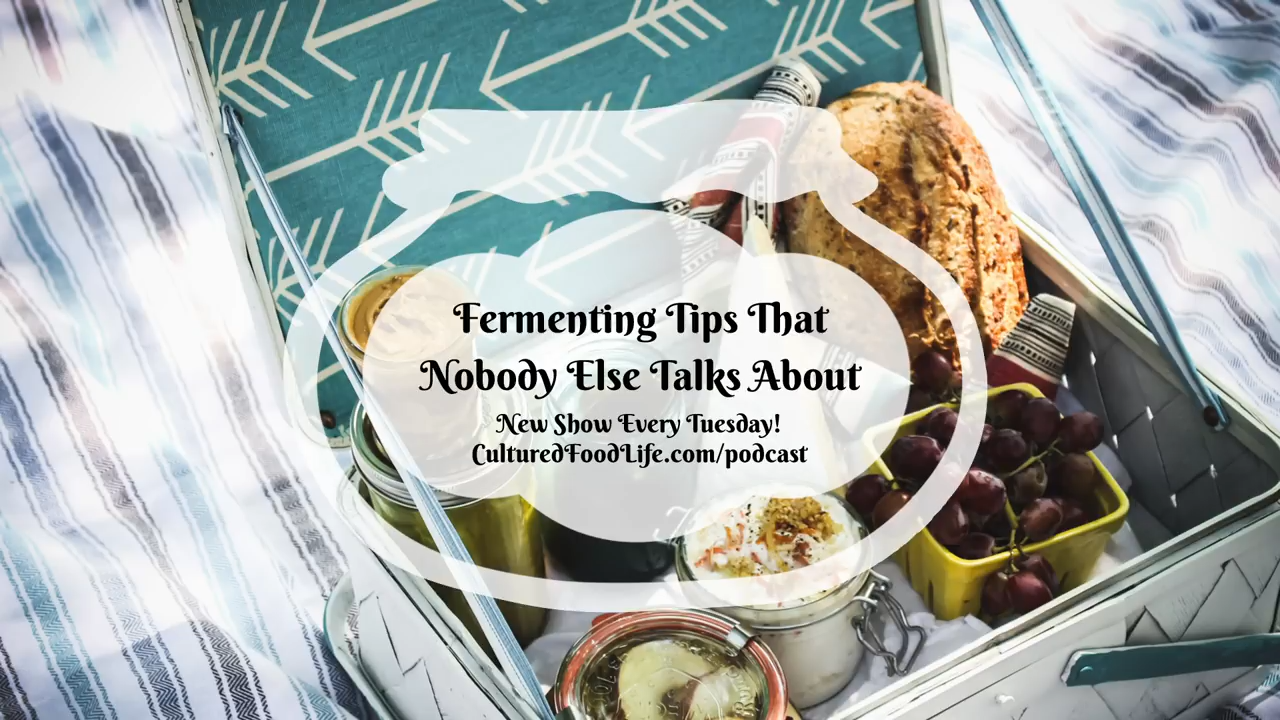 Fermenting Tips That
Nobody Else Talks About
New Show Every Tuesday!
CulturedFoodLife.com/podcast